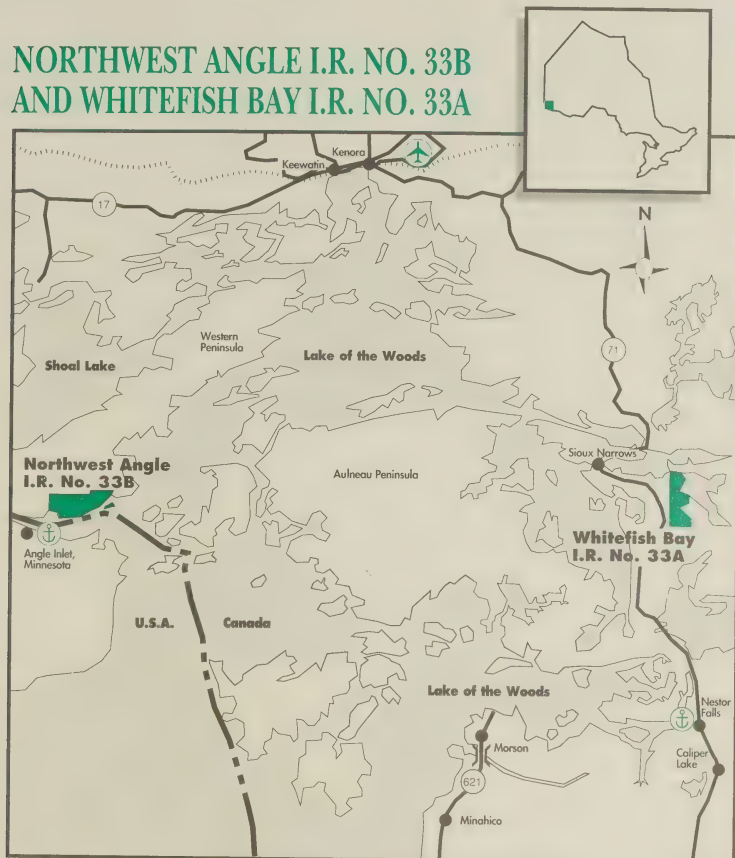 NORTHWEST ANGLE I.R. NO. 33B
AND WHITEFISH BAY I.R. NO. 33A
Keewatin
Kenora
17
N
Western
Peninsula
Lake of the Woods
Shoal Lake
71
Sioux Narrows
Northwest Angle
I.R. No. 33B
Aulneau Peninsula
Whitefish Bay
I.R. No. 33A
Angle Inlet,
Minnesota
U.S.A.
Canada
Lake of the Woods
Nestor
Falls
Morson
Caliper
Lake
621
Minahico